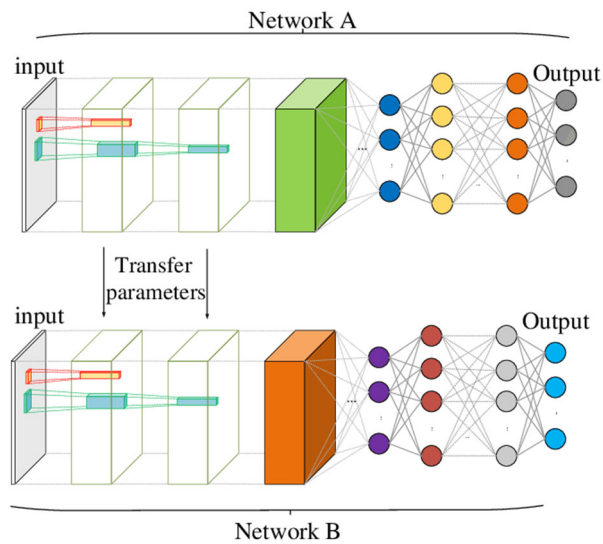 Network A
input
Output
...
Transfer
parameters
input
Output
...
Network B